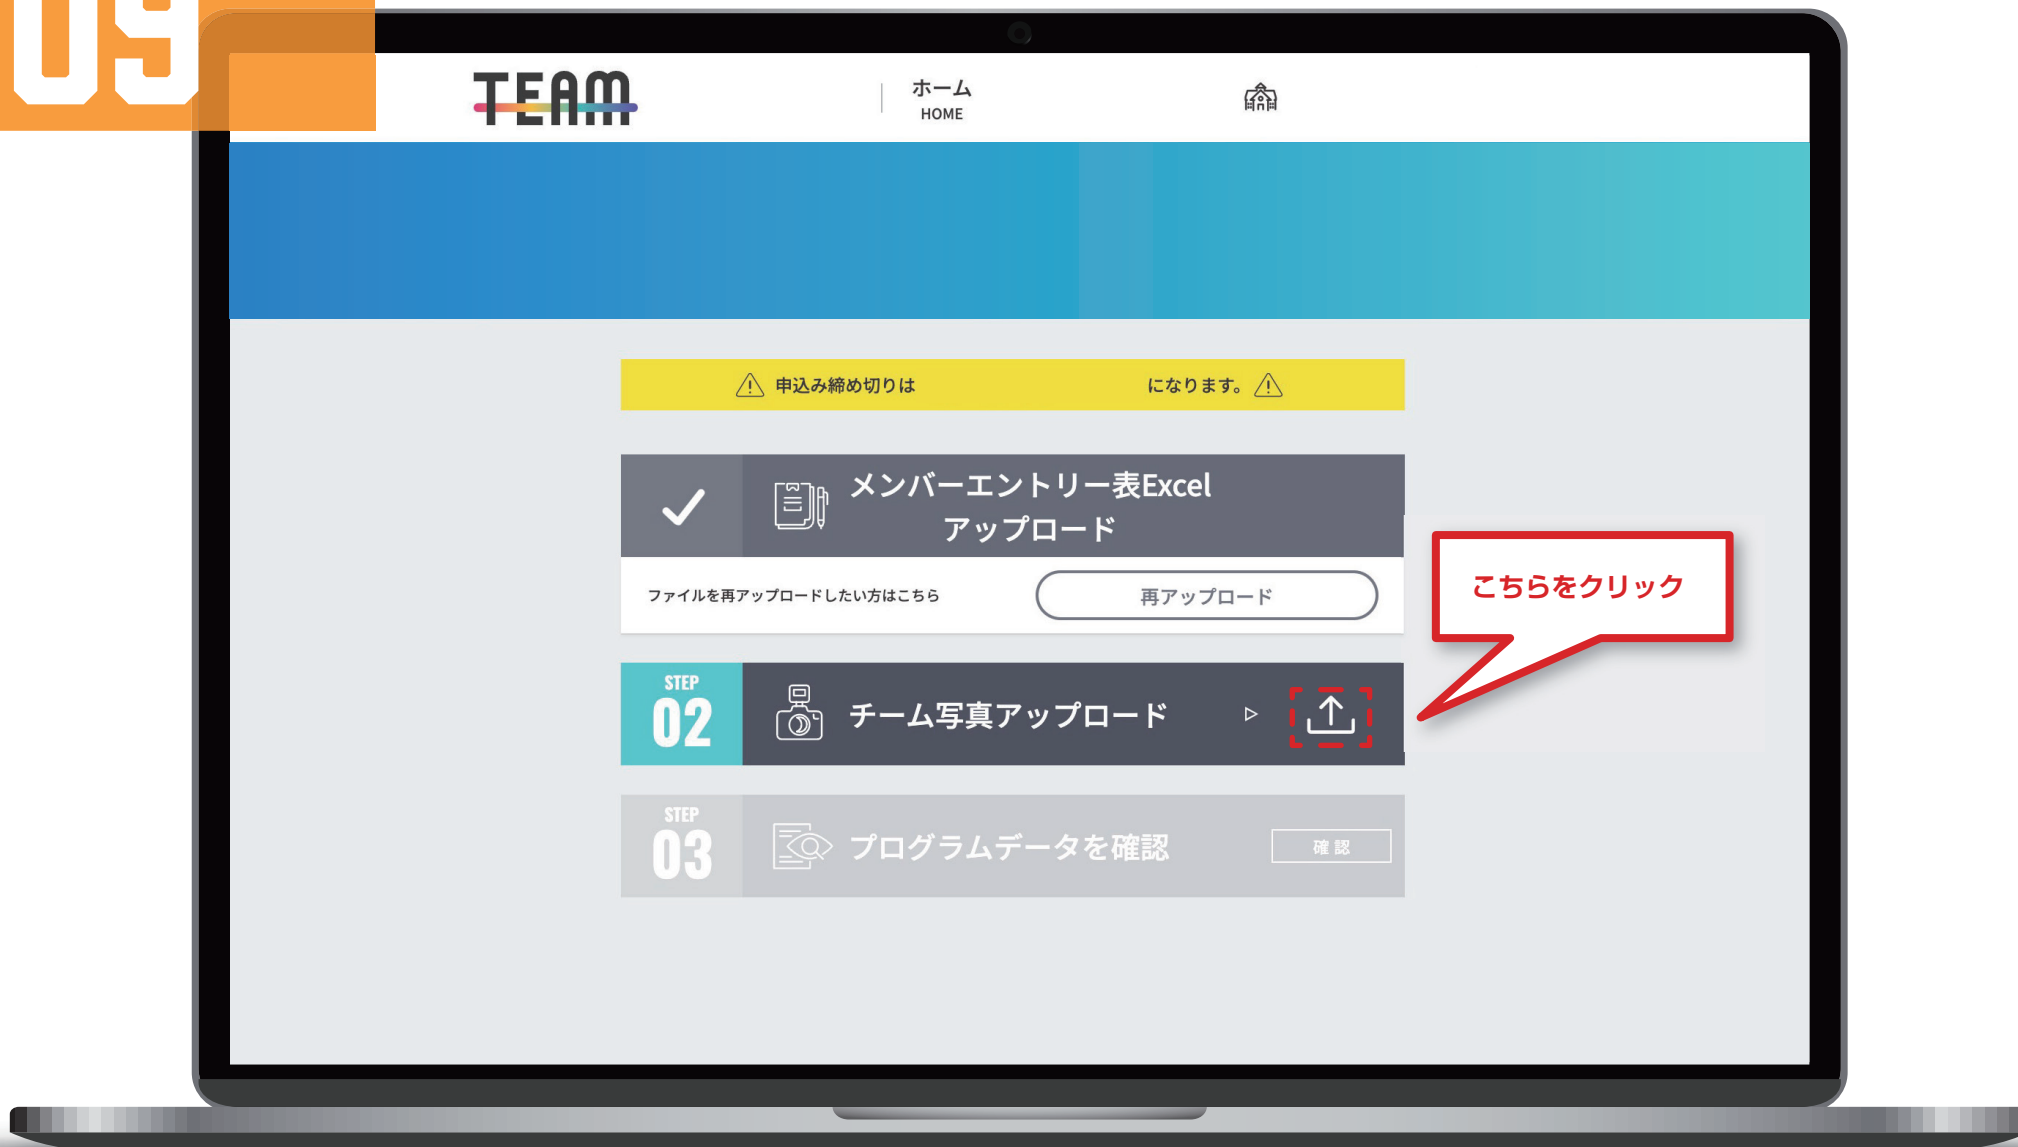 09
TEAM
ホーム
HOME
申込み締め切りは になります。
メンバーエントリー表Excel
アップロード
ファイルを再アップロードしたい方はこちら
再アップロード
こちらをクリック
STEP
02
チーム写真アップロード
STEP
03
プログラムデータを確認
確認